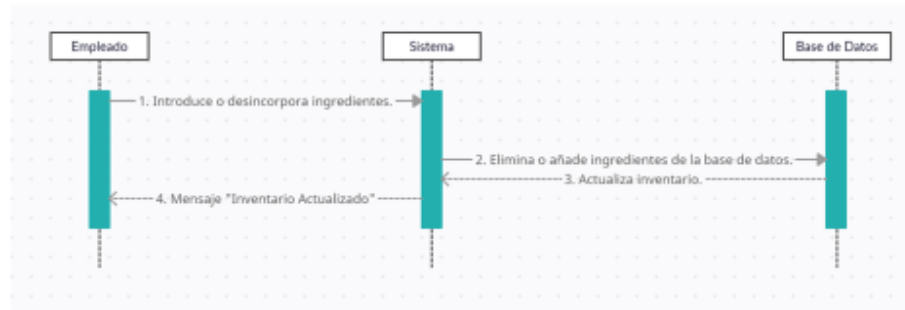 Empleado
Sistema
Base de Datos
1. Introduce o desincorpora ingredientes.
2. Elimina o añade ingredientes de la base de datos.
3. Actualiza inventario.
4. Mensaje "Inventario Actualizado"